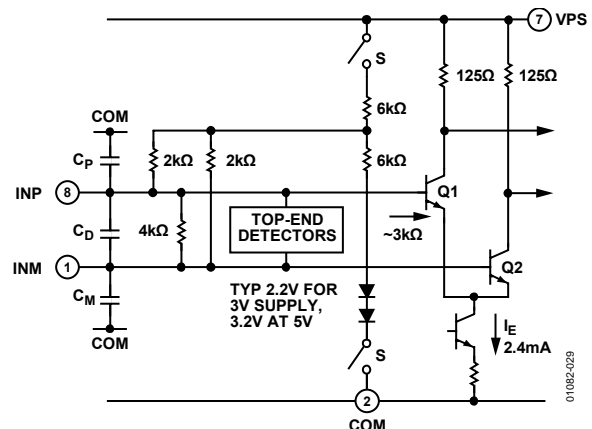 7 VPS
S
125Ω 125Ω
6kΩ
COM
CP
2kΩ 2kΩ
6kΩ
INP 8
Q1
CD
4kΩ
TOP-END
DETECTORS
~3kΩ
INM 1
Q2
CM
TYP 2.2V FOR
3V SUPPLY,
3.2V AT 5V
COM
IE
2.4mA
S
2
COM
01082-029